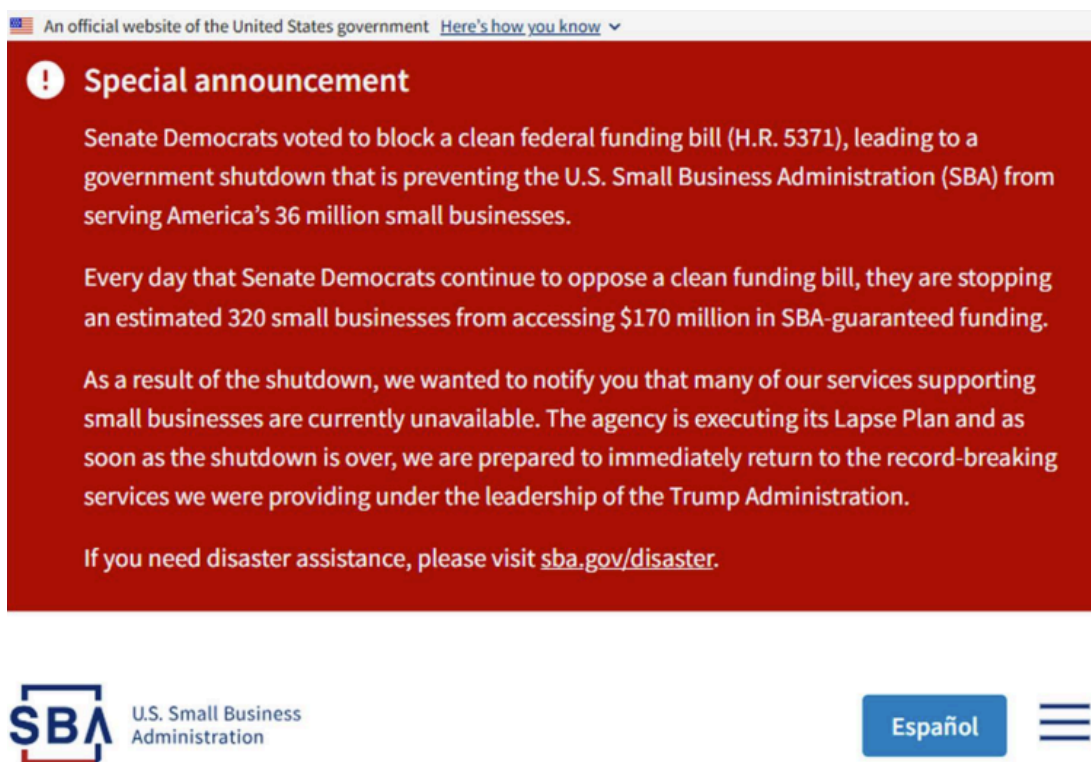 An official website of the United States government Here's how you know
Special announcement
Senate Democrats voted to block a clean federal funding bill (H.R. 5371), leading to a
government shutdown that is preventing the U.S. Small Business Administration (SBA) from
serving America's 36 million small businesses.
Every day that Senate Democrats continue to oppose a clean funding bill, they are stopping
an estimated 320 small businesses from accessing $170 million in SBA-guaranteed funding.
As a result of the shutdown, we wanted to notify you that many of our services supporting
small businesses are currently unavailable. The agency is executing its Lapse Plan and as
soon as the shutdown is over, we are prepared to immediately return to the record-breaking
services we were providing under the leadership of the Trump Administration.
If you need disaster assistance, please visit sba.gov/disaster.
SBA
U.S. Small Business
Administration
Español